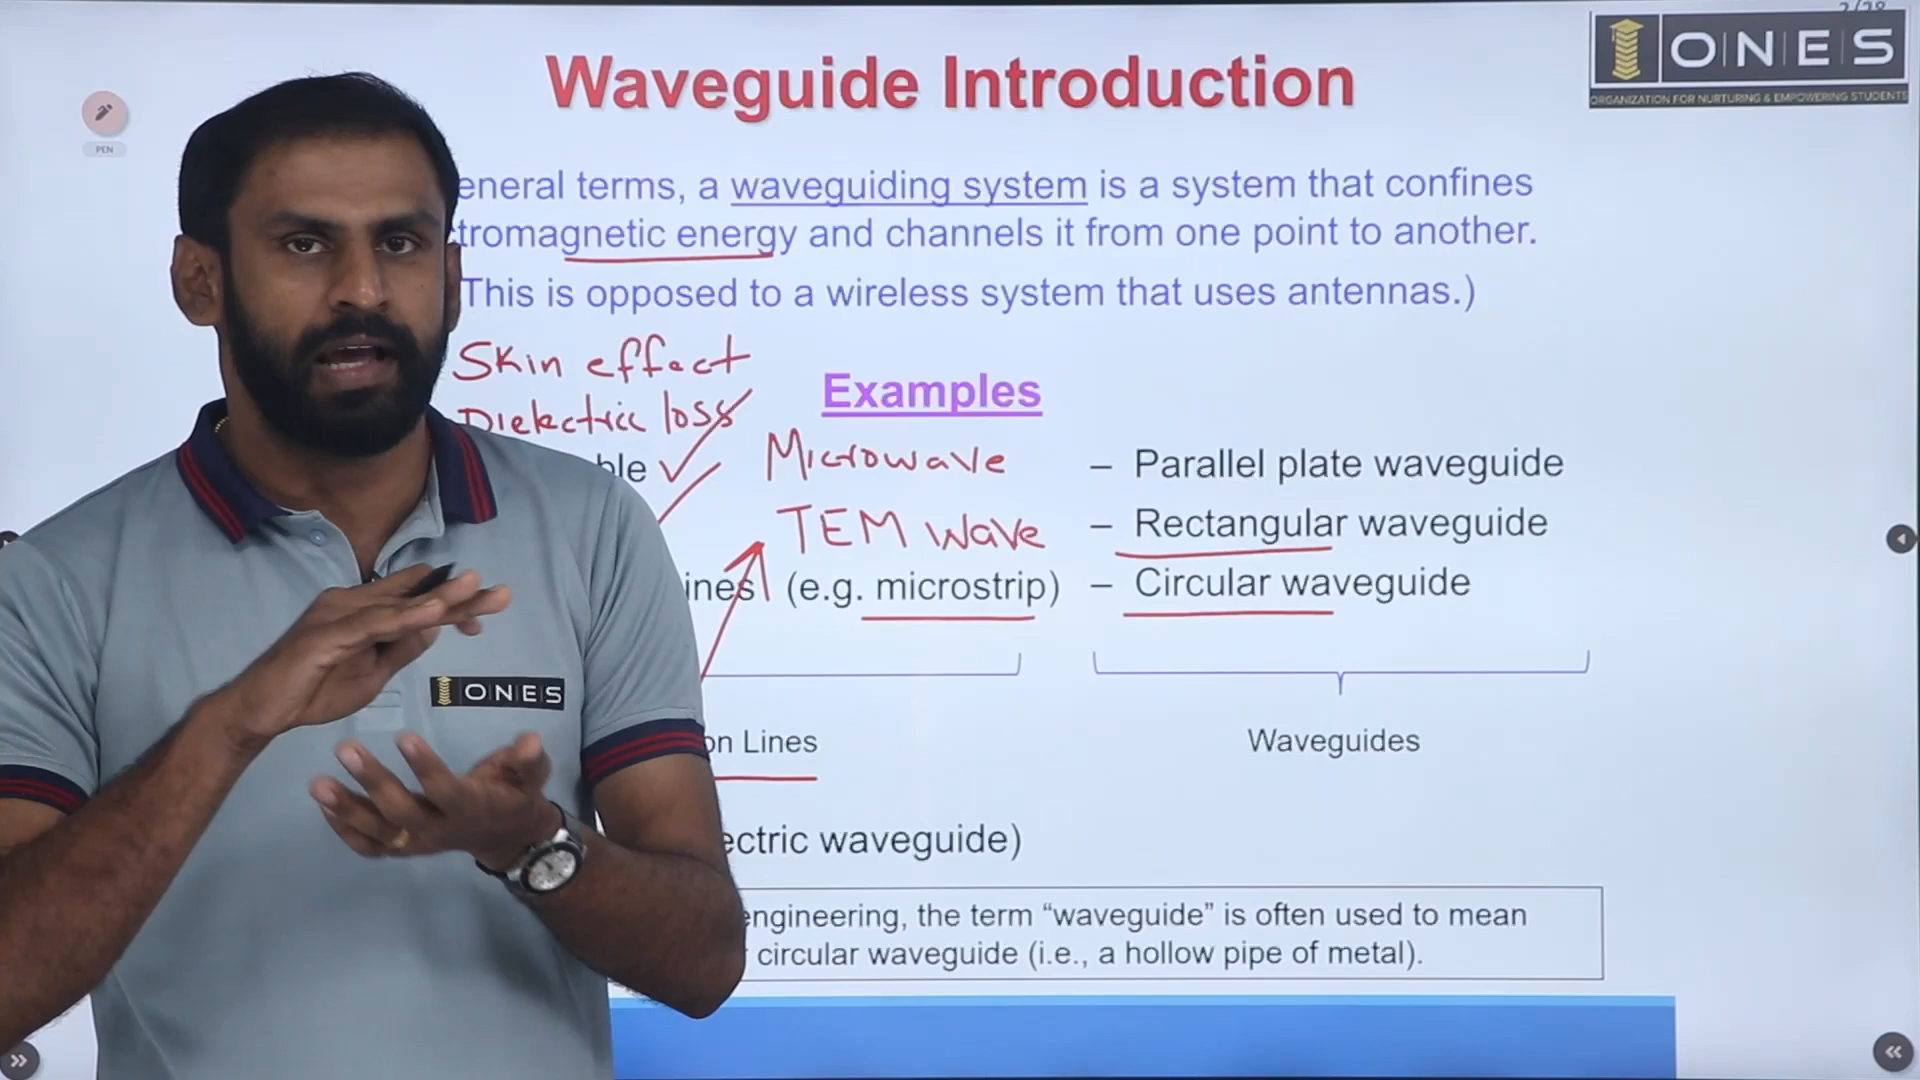 2/28
ONES
ORGANIZATION FOR NURTURING & EMPOWERING STUDENTS
Waveguide Introduction
PEN
eneral terms, a waveguiding system is a system that confines
tromagnetic energy and channels it from one point to another.
This is opposed to a wireless system that uses antennas.)
Skin effect
Dielectric loss
Examples
ble
Microwave
– Parallel plate waveguide
TEM Wave
– Rectangular waveguide
ines (e.g. microstrip)
– Circular waveguide
ONES
on Lines
Waveguides
ectric waveguide)
engineering, the term “waveguide” is often used to mean
circular waveguide (i.e., a hollow pipe of metal).